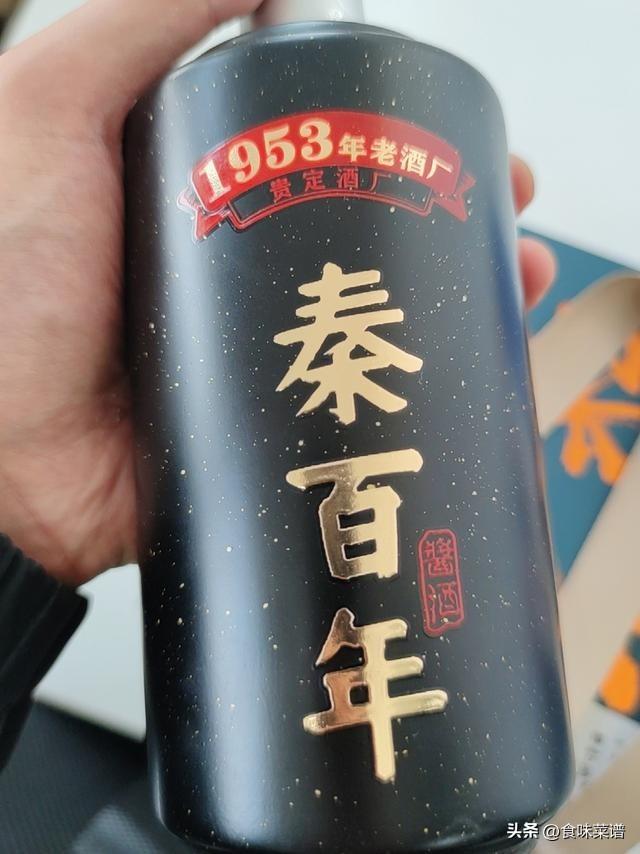 1953年老酒厂
贵定酒厂
秦百年
酱酒
头条 @食味菜谱